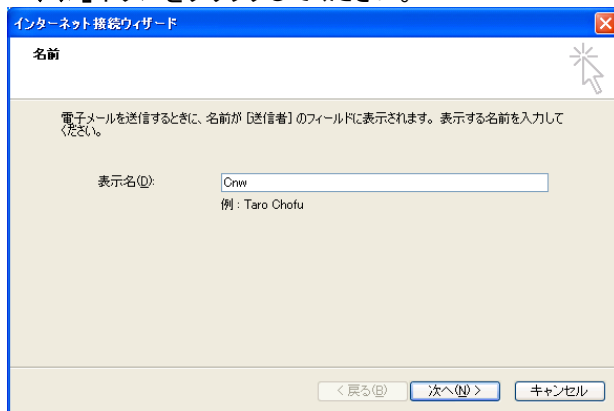 インターネット接続ウィザード
名前
電子メールを送信するときに、名前が [送信者] のフィールドに表示されます。表示する名前を入力して
ください。
表示名(D):
Cnw
例 : Taro Chofu
< 戻る(B)
次へ(N) >
キャンセル